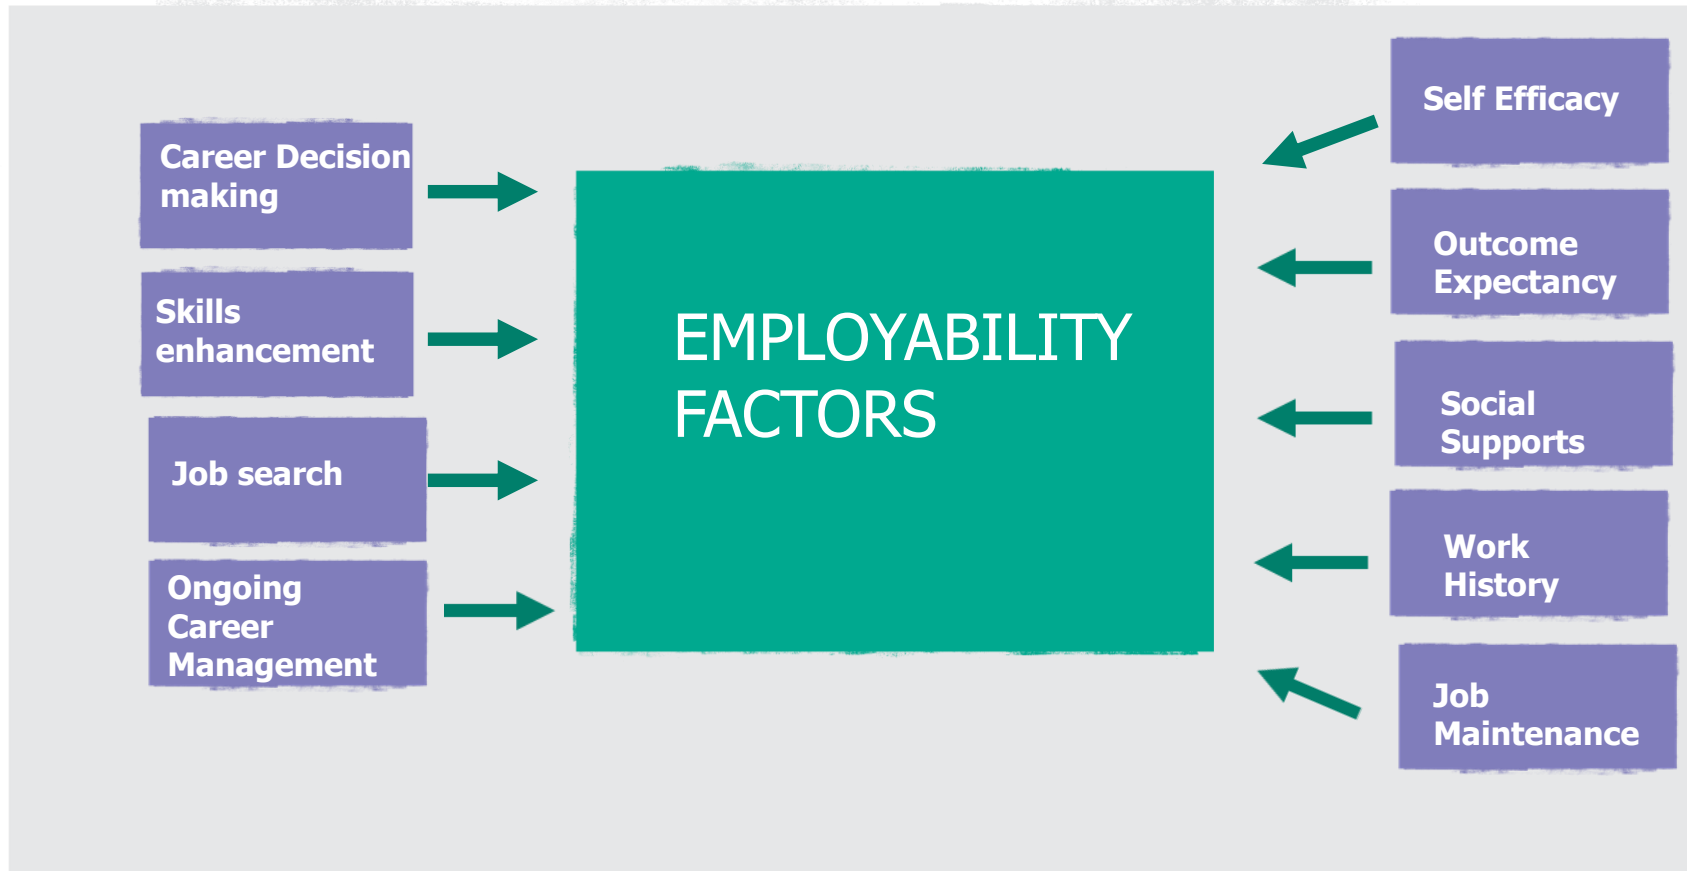 Career Decision
making
Skills
enhancement
Job search
Ongoing
Career
Management
EMPLOYABILITY
FACTORS
Self Efficacy
Outcome
Expectancy
Social
Supports
Work
History
Job
Maintenance